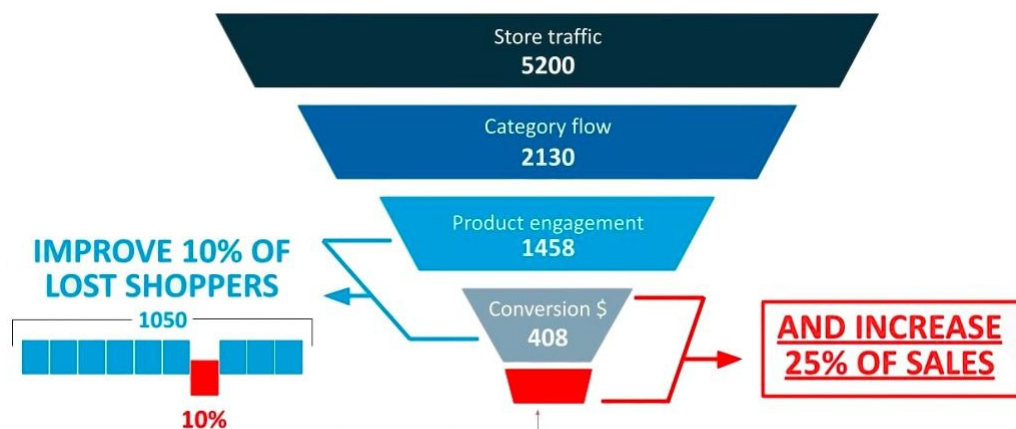 Store traffic
5200
Category flow
2130
Product engagement
1458
Conversion $
408
IMPROVE 10% OF
LOST SHOPPERS
1050
10%
AND INCREASE
25% OF SALES